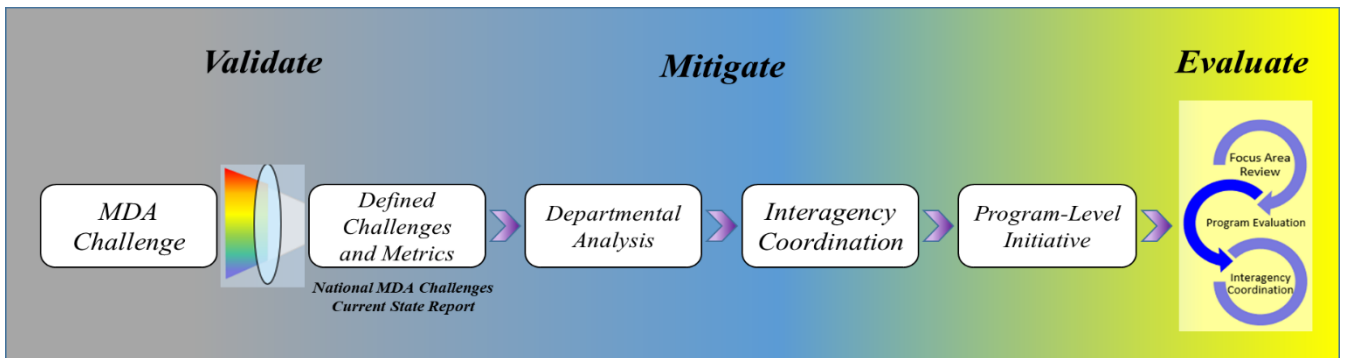 Validate
Mitigate
Evaluate
MDA
Challenge
Defined
Challenges
and Metrics
National MDA Challenges
Current State Report
Departmental
Analysis
Interagency
Coordination
Program-Level
Initiative
Focus Area
Review
Program Evaluation
Interagency
Coordination